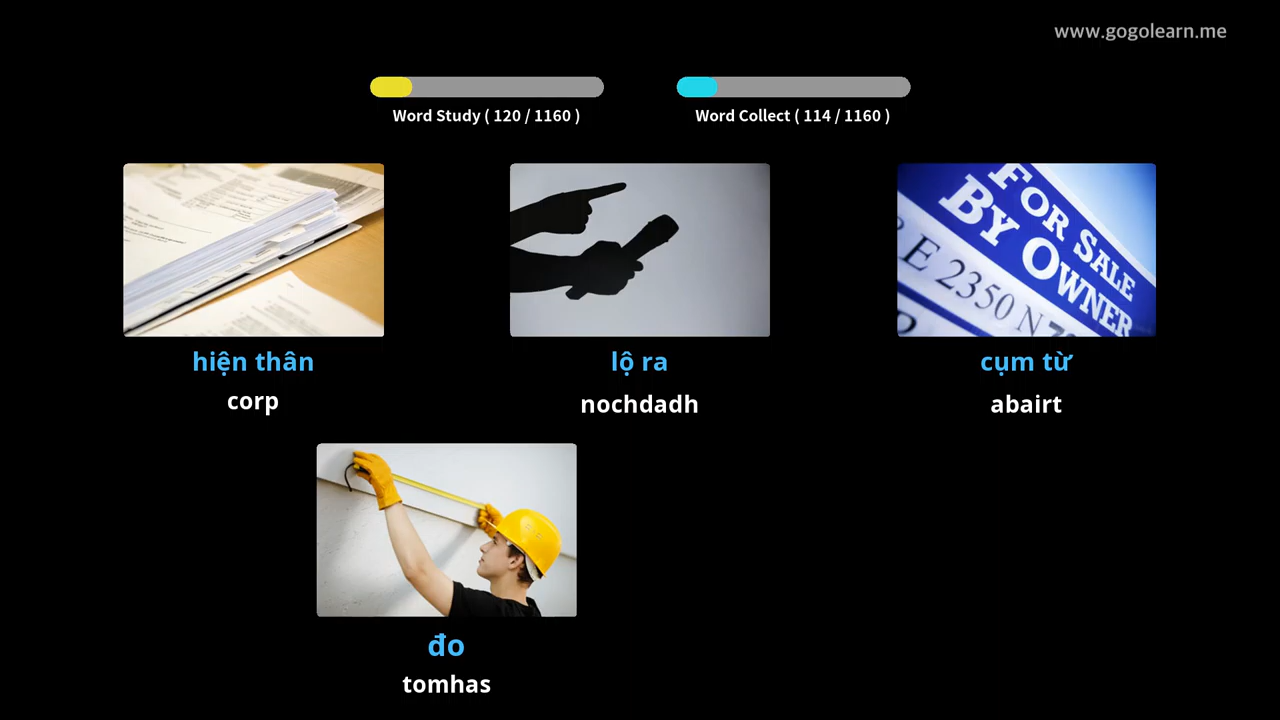 www.gogolearn.me
Word Study ( 120 / 1160 )
Word Collect ( 114 / 1160 )
FOR SALE
BY OWNER
E 2350 N
hiện thân
corp
lộ ra
nochdadh
cụm từ
abairt
đo
tomhas